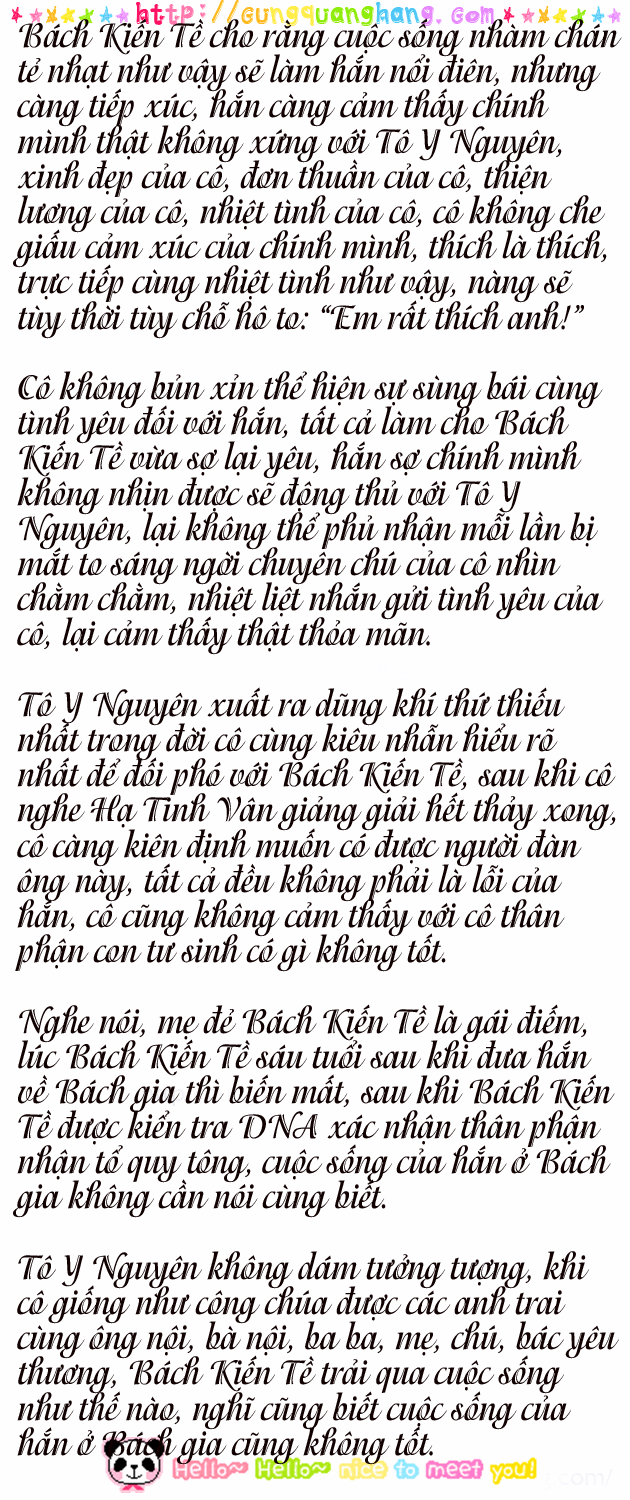 http://Gungquanghang.com
Bách Kiến Tề cho rằng cuộc sống nhàm chán
tẻ nhạt như vậy sẽ làm hắn nổi điên, nhưng
càng tiếp xúc, hắn càng cảm thấy chính
mình thật không xứng với Tô Y Nguyên,
xinh đẹp của cô, đơn thuần của cô, thiện
lương của cô, nhiệt tình của cô, cô không che
giấu cảm xúc của chính mình, thích là thích,
trực tiếp cùng nhiệt tình như vậy, nàng sẽ
tùy thời tùy chỗ hô to: “Em rất thích anh!”
Cô không bủn xỉn thể hiện sự sùng bái cùng
tình yêu đối với hắn, tất cả làm cho Bách
Kiến Tề vừa sợ lại yêu, hắn sợ chính mình
không nhịn được sẽ động thủ với Tô Y
Nguyên, lại không thể phủ nhận mỗi lần bị
mắt to sáng ngời chuyên chú của cô nhìn
chằm chằm, nhiệt liệt nhắn gửi tình yêu của
cô, lại cảm thấy thật thỏa mãn.
Tô Y Nguyên xuất ra dũng khí thứ thiếu
nhất trong đời cô cùng kiêu nhẫn hiểu rõ
nhất để đối phó với Bách Kiến Tề, sau khi cô
nghe Hạ Tinh Vân giảng giải hết thảy xong,
cô càng kiên định muốn có được người đàn
ông này, tất cả đều không phải là lỗi của
hắn, cô cũng không cảm thấy với cô thân
phận con tư sinh có gì không tốt.
Nghe nói, mẹ đẻ Bách Kiến Tề là gái điếm,
lúc Bách Kiến Tề sáu tuổi sau khi đưa hắn
về Bách gia thì biến mất, sau khi Bách Kiến
Tề được kiển tra DNA xác nhận thân phận
nhận tổ quy tông, cuộc sống của hắn ở Bách
gia không cần nói cùng biết.
Tô Y Nguyên không dám tưởng tượng, khi
cô giống như công chúa được các anh trai
cùng ông nội, bà nội, ba ba, mẹ, chú, bác yêu
thương, Bách Kiến Tề trải qua cuộc sống
như thế nào, nghĩ cũng biết cuộc sống của
hắn ở Bách gia cũng không tốt.
Hello~ Hello~ nice to meet you!